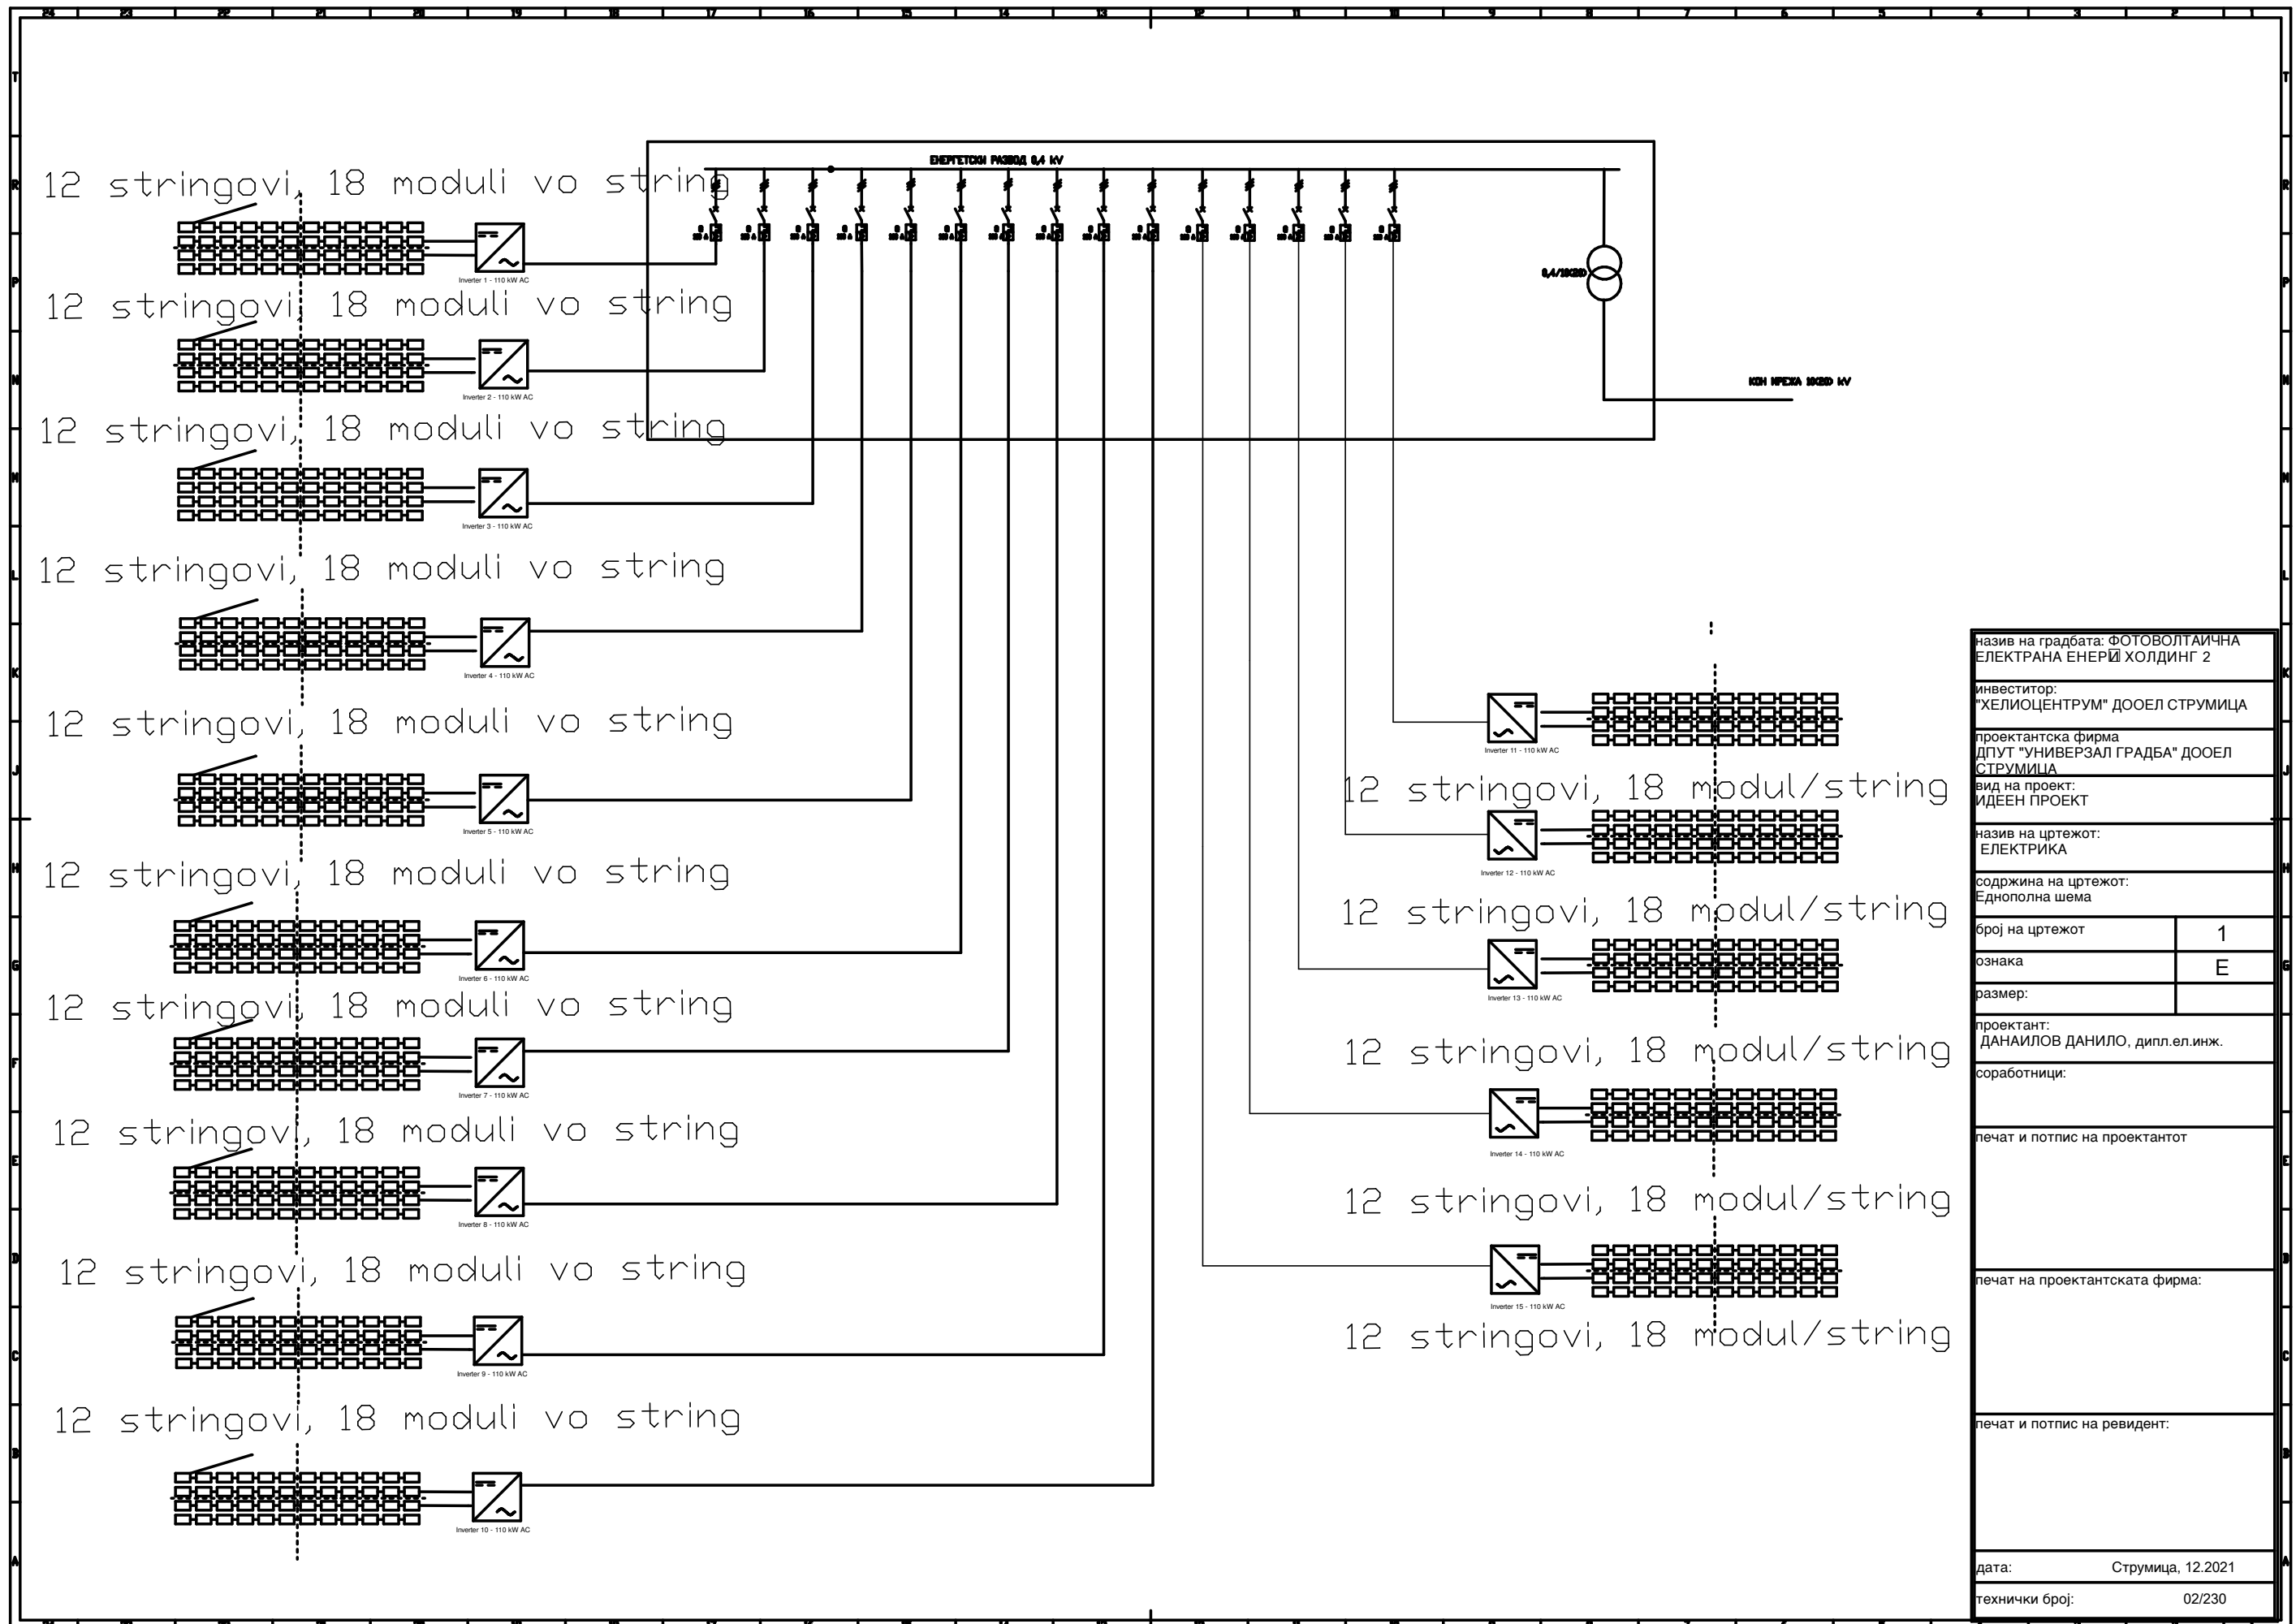 ЕНЕРГЕТСКИ РАЗВОД 0,4 kV
12 stringovi, 18 moduli vo string
Inverter 1 - 110 kW AC
12 stringovi, 18 moduli vo string
Inverter 2 - 110 kW AC
12 stringovi, 18 moduli vo string
Inverter 3 - 110 kW AC
12 stringovi, 18 moduli vo string
Inverter 4 - 110 kW AC
12 stringovi, 18 moduli vo string
Inverter 5 - 110 kW AC
12 stringovi, 18 moduli vo string
Inverter 6 - 110 kW AC
12 stringovi, 18 moduli vo string
Inverter 7 - 110 kW AC
12 stringovi, 18 moduli vo string
Inverter 8 - 110 kW AC
12 stringovi, 18 moduli vo string
Inverter 9 - 110 kW AC
12 stringovi, 18 moduli vo string
Inverter 10 - 110 kW AC
0,4/10(20)
КОН МРЕЖА 10(20) kV
Inverter 11 - 110 kW AC
12 stringovi, 18 modul/string
Inverter 12 - 110 kW AC
12 stringovi, 18 modul/string
Inverter 13 - 110 kW AC
12 stringovi, 18 modul/string
Inverter 14 - 110 kW AC
12 stringovi, 18 modul/string
Inverter 15 - 110 kW AC
12 stringovi, 18 modul/string
назив на градбата: ФОТОВОЛТАИЧНА
ЕЛЕКТРАНА ЕНЕРЏИ ХОЛДИНГ 2
инвеститор:
"ХЕЛИОЦЕНТРУМ" ДООЕЛ СТРУМИЦА
проектантска фирма
ДПУТ "УНИВЕРЗАЛ ГРАДБА" ДООЕЛ
СТРУМИЦА
вид на проект:
ИДЕЕН ПРОЕКТ
назив на цртежот:
ЕЛЕКТРИКА
содржина на цртежот:
Еднополна шема
број на цртежот 1
ознака Е
размер:
проектант:
ДАНАИЛОВ ДАНИЛО, дипл.ел.инж.
соработници:
печат и потпис на проектантот
печат на проектантската фирма:
печат и потпис на ревидент:
дата: Струмица, 12.2021
технички број: 02/230